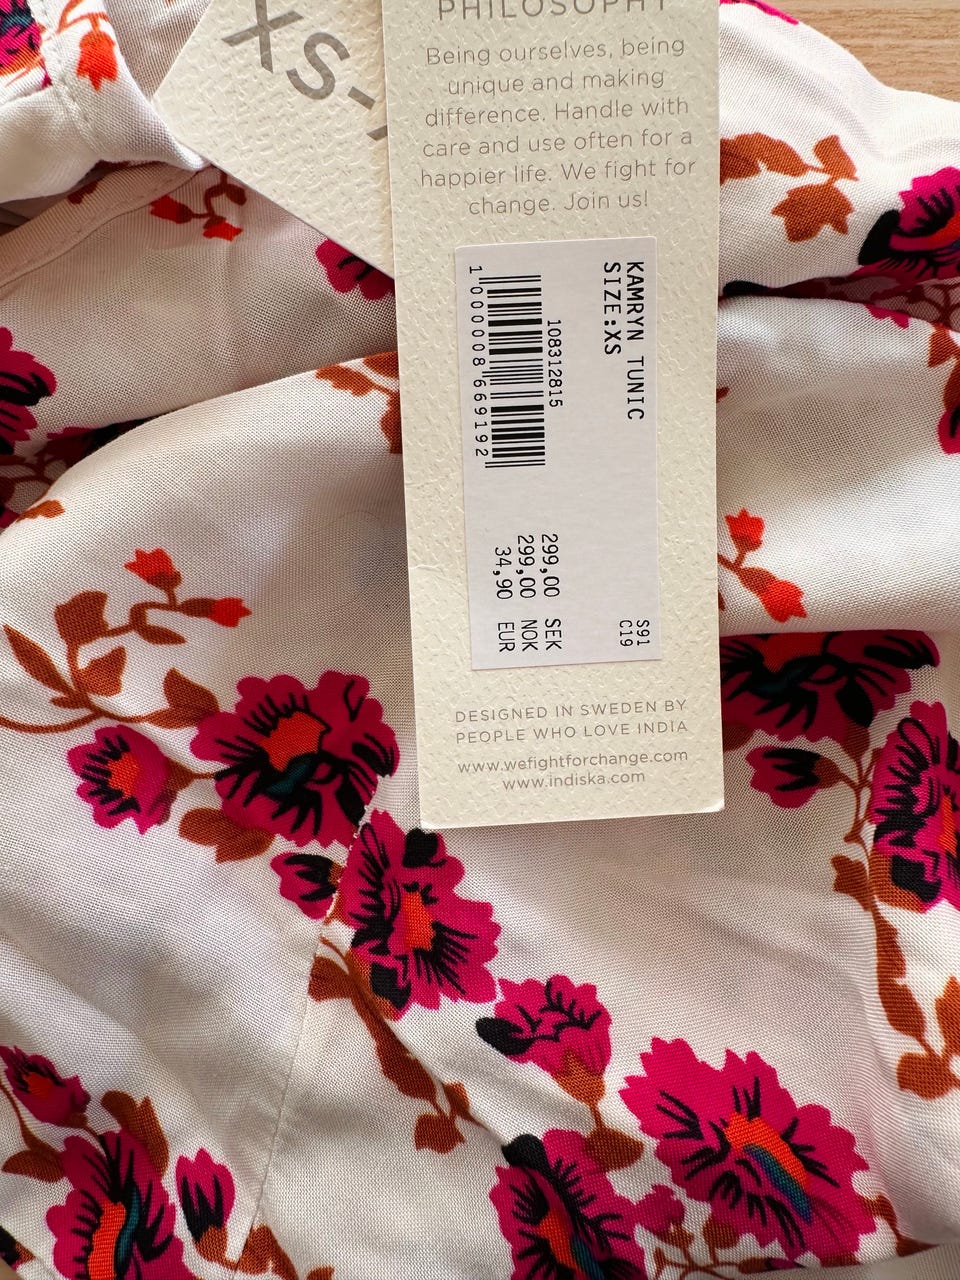 XS-
PHILOSOPHY
Being ourselves, being
unique and making
difference. Handle with
care and use often for a
happier life. We fight for
change. Join us!
KAMRYN TUNIC
SIZE:XS
S91
C19
108312815
1000008669192
299,00 SEK
299,00 NOK
34,90 EUR
DESIGNED IN SWEDEN BY
PEOPLE WHO LOVE INDIA
www.wefightforchange.com
www.indiska.com